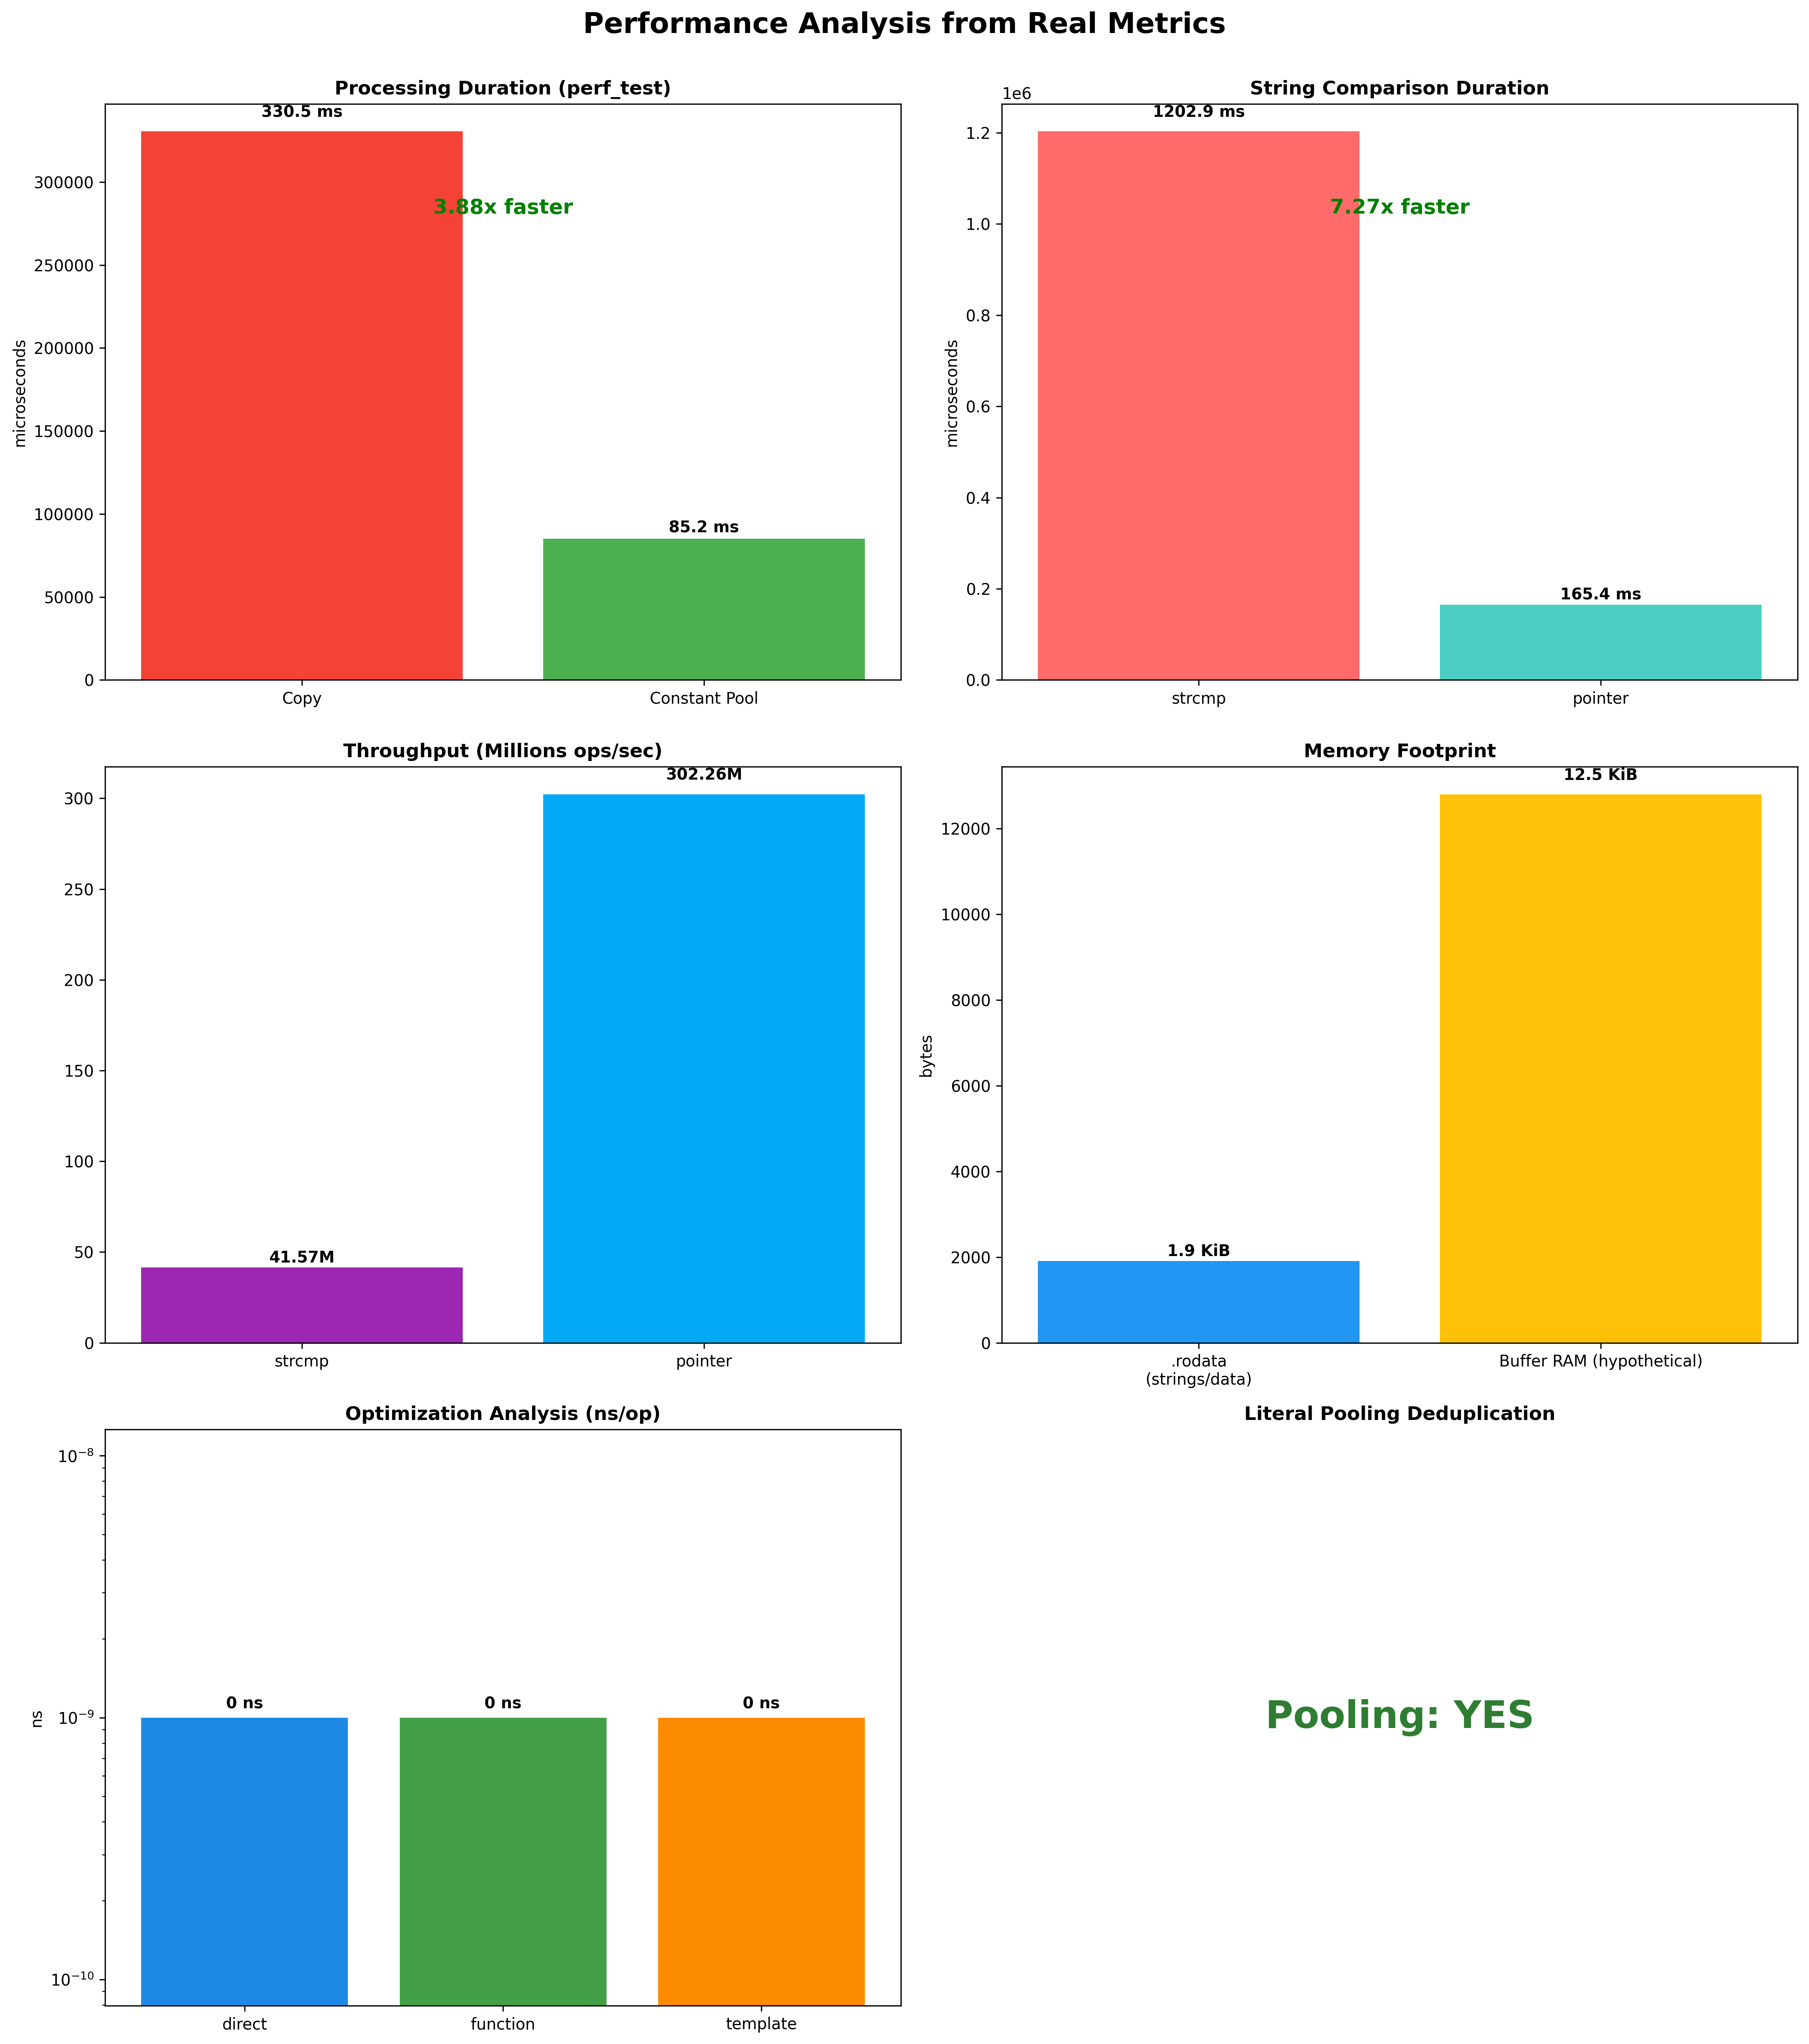 Performance Analysis from Real Metrics
Processing Duration (perf_test)
330.5 ms
3.88x faster
300000
250000
200000
150000
100000
50000
0
microseconds
85.2 ms
Copy
Constant Pool
String Comparison Duration
1e6
1202.9 ms
7.27x faster
1.2
1.0
0.8
0.6
0.4
0.2
0.0
microseconds
165.4 ms
strcmp
pointer
Throughput (Millions ops/sec)
302.26M
300
250
200
150
100
50
0
41.57M
strcmp
pointer
Memory Footprint
12.5 KiB
12000
10000
8000
6000
4000
2000
0
bytes
1.9 KiB
.rodata
(strings/data)
Buffer RAM (hypothetical)
Optimization Analysis (ns/op)
10⁻⁸
10⁻⁹
10⁻¹⁰
ns
0 ns
0 ns
0 ns
direct
function
template
Literal Pooling Deduplication
Pooling: YES